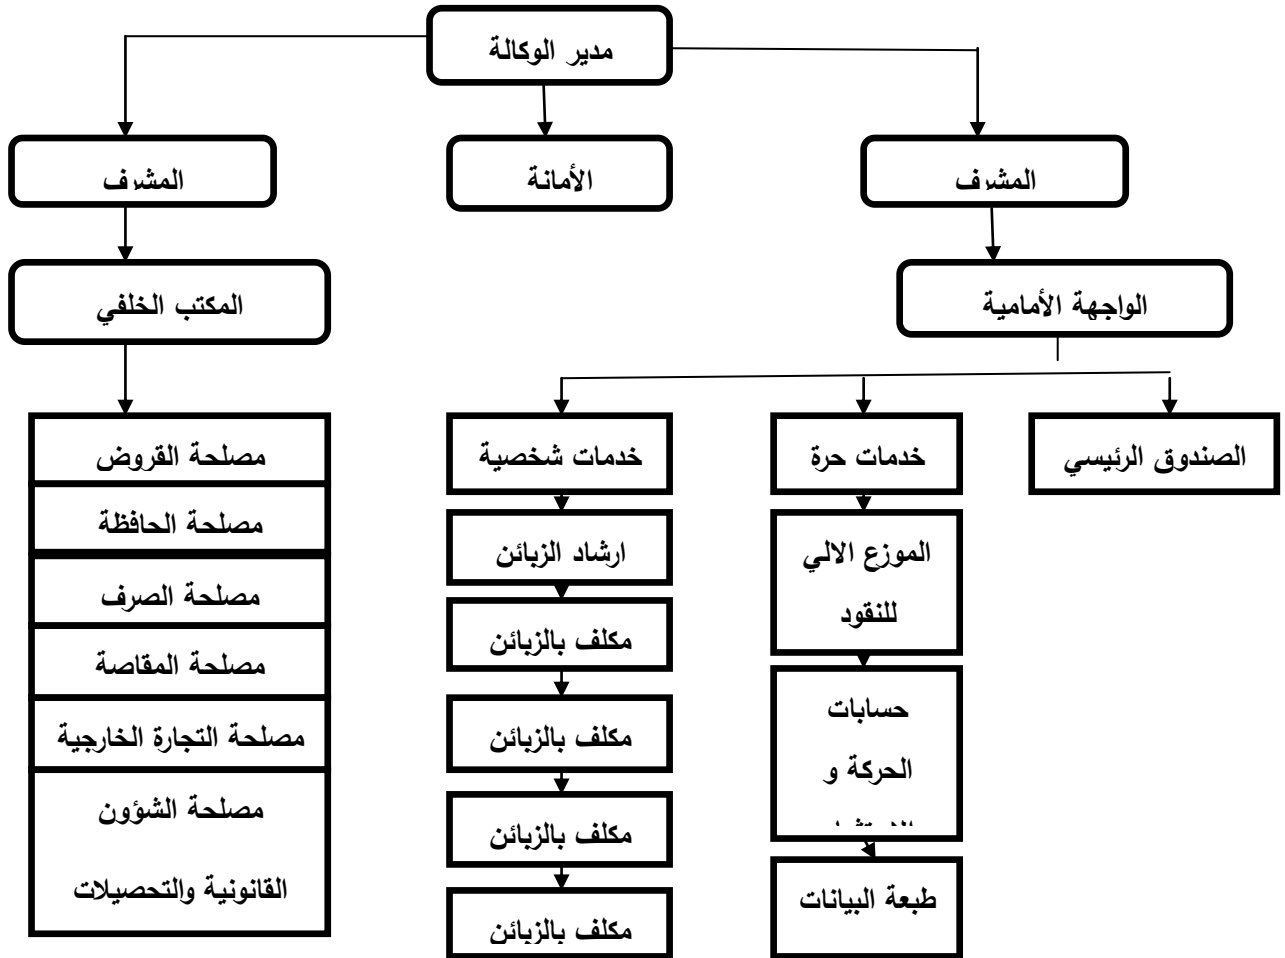 مدير الوكالة
المشرف
الأمانة
المشرف
الواجهة الأمامية
المكتب الخلفي
الصندوق الرئيسي
خدمات حرة
خدمات شخصية
مصلحة القروض
الموزع الالي
للنقود
ارشاد الزبائن
مصلحة الحافظة
مصلحة الصرف
مكلف بالزبائن
مصلحة المقاصة
حسابات
الحركة و
مكلف بالزبائن
مصلحة التجارة الخارجية
مكلف بالزبائن
مصلحة الشؤون
القانونية والتحصيلات
طبعة البيانات
مكلف بالزبائن